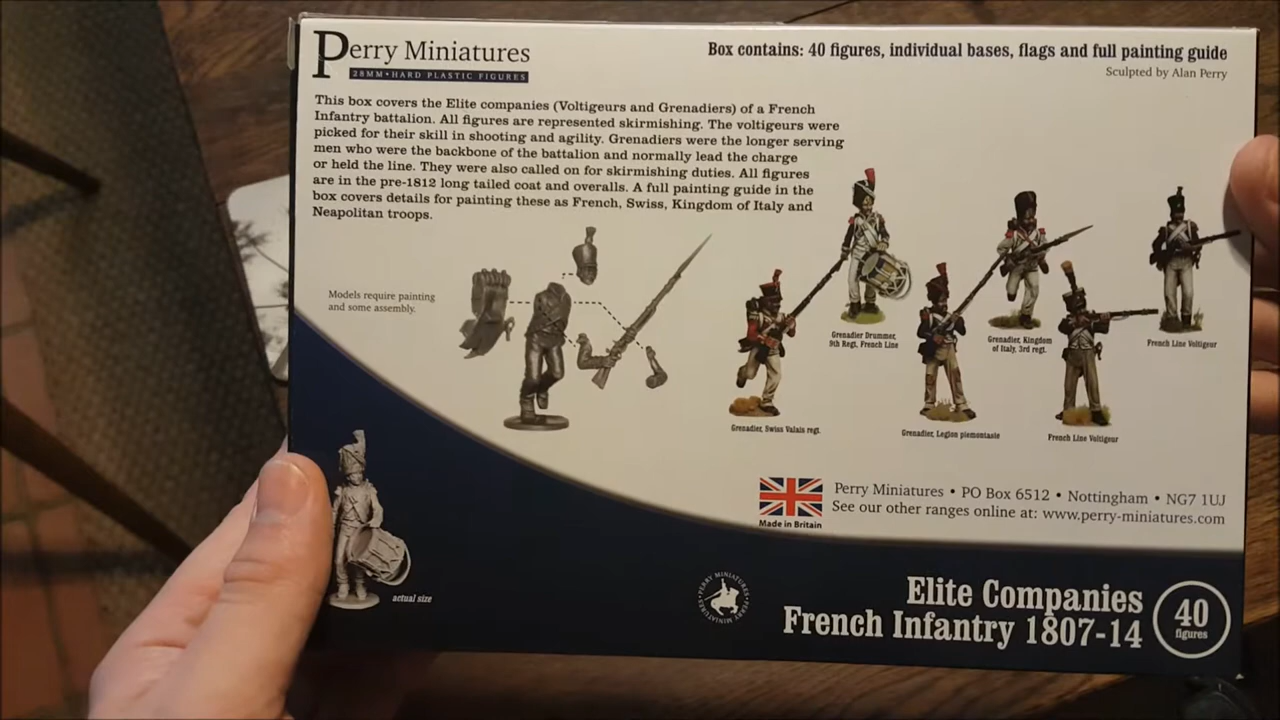 Perry Miniatures
28MM • HARD PLASTIC FIGURES
Box contains: 40 figures, individual bases, flags and full painting guide
Sculpted by Alan Perry
This box covers the Elite companies (Voltigeurs and Grenadiers) of a French
Infantry battalion. All figures are represented skirmishing. The voltigeurs were
picked for their skill in shooting and agility. Grenadiers were the longer serving
men who were the backbone of the battalion and normally lead the charge
or held the line. They were also called on for skirmishing duties. All figures
are in the pre-1812 long tailed coat and overalls. A full painting guide in the
box covers details for painting these as French, Swiss, Kingdom of Italy and
Neapolitan troops.
Models require painting
and some assembly.
Grenadier Drummer,
9th Regt, French Line
Grenadier, Kingdom
of Italy, 3rd regt.
French Line Voltigeur
Grenadier, Swiss Valais regt.
Grenadier, Legion piemontaise
French Line Voltigeur
Made in Britain
Perry Miniatures • PO Box 6512 • Nottingham • NG7 1UJ
See our other ranges online at: www.perry-miniatures.com
actual size
PERRY MINIATURES • PERRY MINIATURES •
Elite Companies
French Infantry 1807-14
40
figures